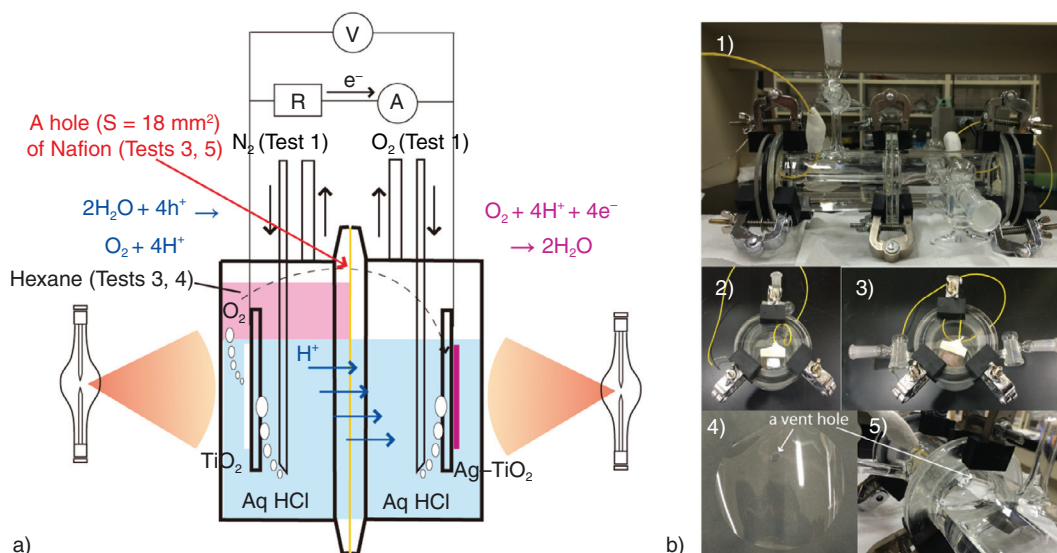 V
e⁻
R
A
A hole (S = 18 mm²)
of Nafion (Tests 3, 5)
N₂ (Test 1)
O₂ (Test 1)
2H₂O + 4h⁺ →
O₂ + 4H⁺
O₂ + 4H⁺ + 4e⁻
→ 2H₂O
Hexane (Tests 3, 4)
O₂
H⁺
TiO₂
Ag–TiO₂
Aq HCl
Aq HCl
a)
1)
2)
3)
a vent hole
4)
5)
b)